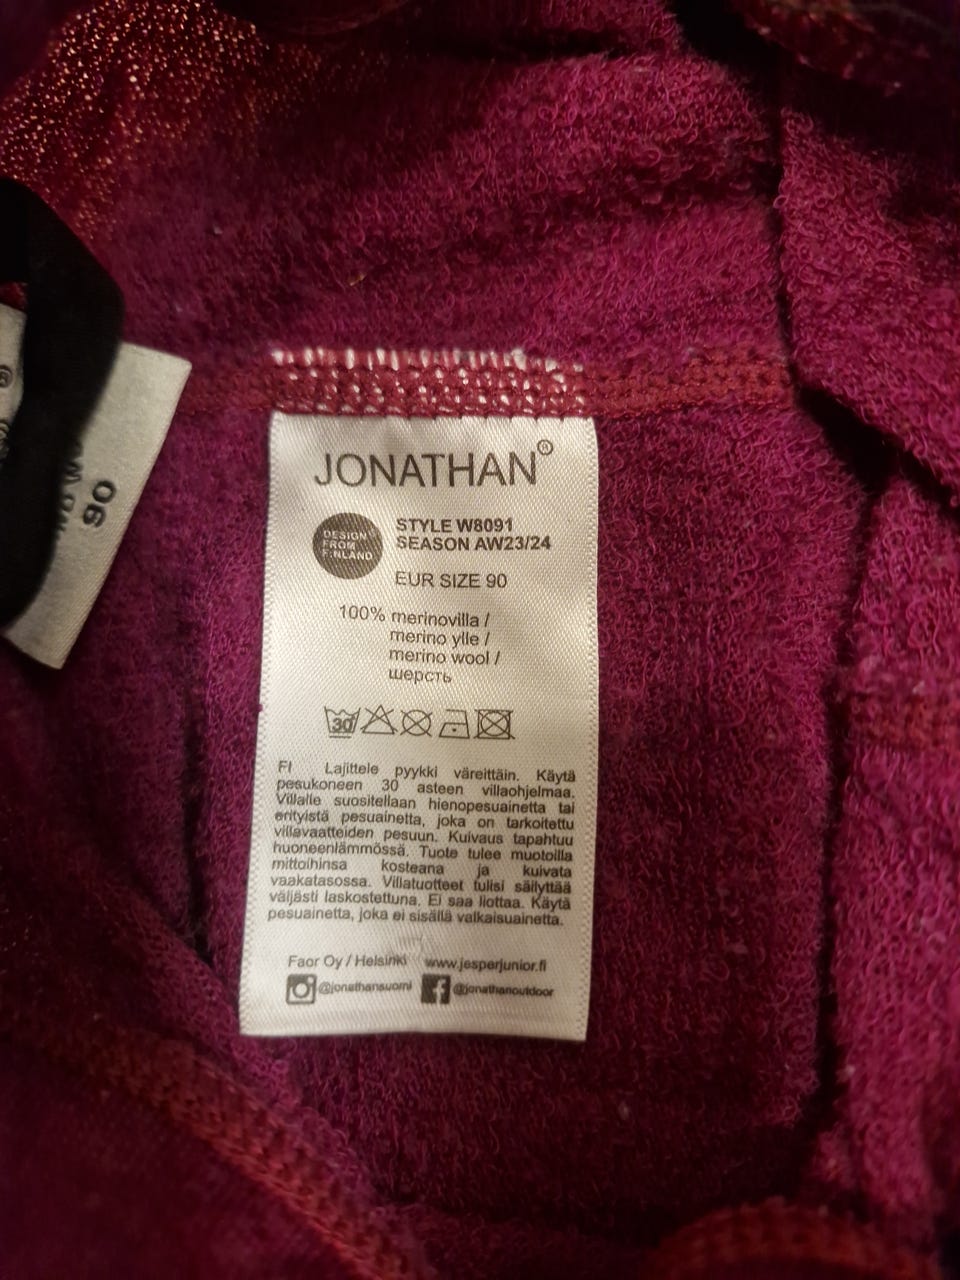 90
JONATHAN®
DESIGN
FROM
FINLAND
STYLE W8091
SEASON AW23/24
EUR SIZE 90
100% merinovilla /
merino ylle /
merino wool /
шерсть
30
FI Lajittele pyykki väreittäin. Käytä
pesukoneen 30 asteen villaohjelmaa.
Villalle suositellaan hienopesuainetta tai
erityistä pesuainetta, joka on tarkoitettu
villavaatteiden pesuun. Kuivaus tapahtuu
huoneenlämmössä. Tuote tulee muotoilla
mittoihinsa kosteana ja kuivata
vaakatasossa. Villatuotteet tulisi säilyttää
väljästi laskostettuna. Ei saa liottaa. Käytä
pesuainetta, joka ei sisällä valkaisuainetta.
Faor Oy / Helsinki www.jesperjunior.fi
@jonathansuomi @jonathanoutdoor